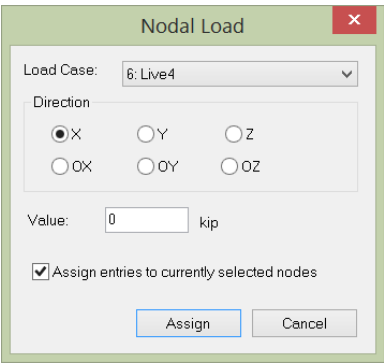 Nodal Load
Load Case: 6: Live4
Direction
X Y Z
OX OY OZ
Value: 0 kip
Assign entries to currently selected nodes
Assign Cancel